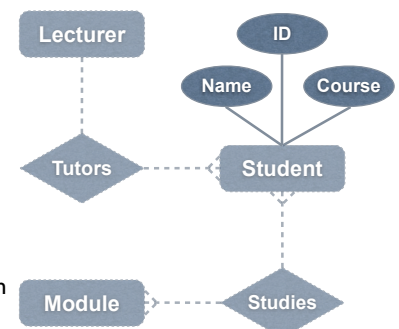 Lecturer
ID
Name
Course
Tutors
Student
n
Module
Studies